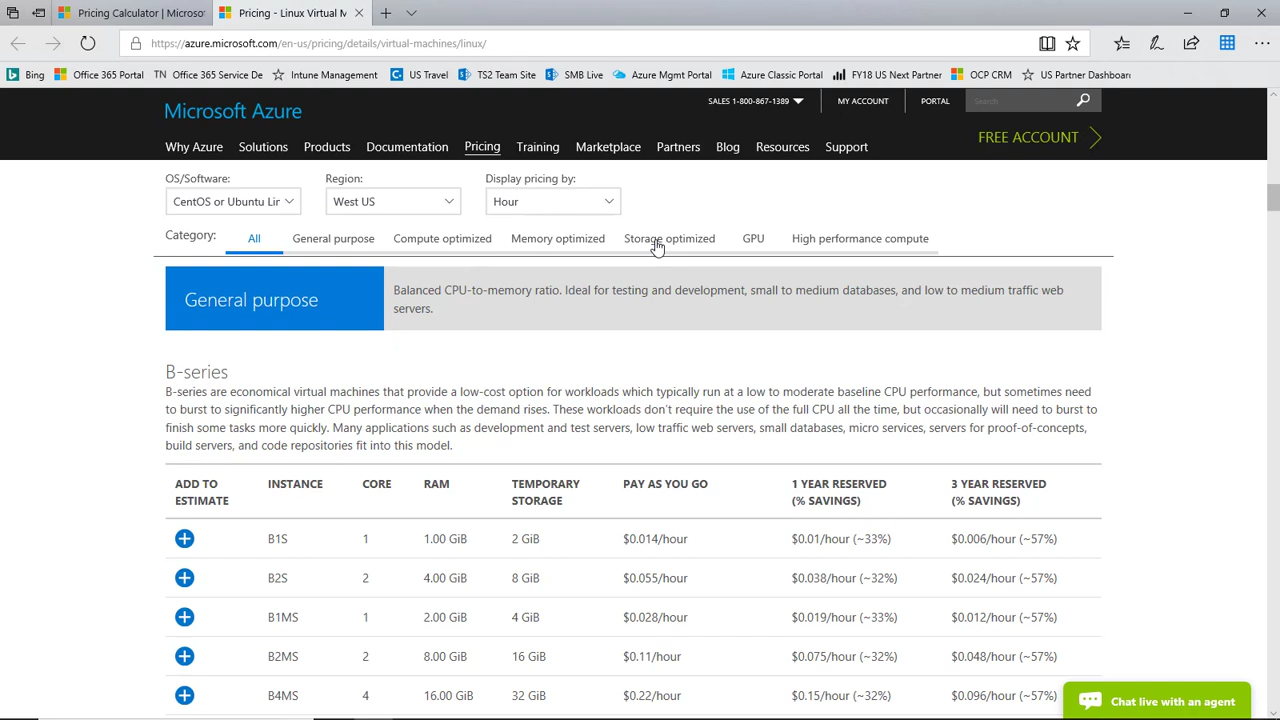 Pricing Calculator | Microsof
Pricing - Linux Virtual M
https://azure.microsoft.com/en-us/pricing/details/virtual-machines/linux/
Bing Office 365 Portal TN Office 365 Service De Intune Management US Travel TS2 Team Site SMB Live Azure Mgmt Portal Azure Classic Portal FY18 US Next Partner OCP CRM US Partner Dashboar
Microsoft Azure
SALES 1-800-867-1389 MY ACCOUNT PORTAL Search
FREE ACCOUNT
Why Azure Solutions Products Documentation Pricing Training Marketplace Partners Blog Resources Support
OS/Software: Region: Display pricing by:
CentOS or Ubuntu Lin West US Hour
Category: All General purpose Compute optimized Memory optimized Storage optimized GPU High performance compute
General purpose
Balanced CPU-to-memory ratio. Ideal for testing and development, small to medium databases, and low to medium traffic web
servers.
B-series
B-series are economical virtual machines that provide a low-cost option for workloads which typically run at a low to moderate baseline CPU performance, but sometimes need
to burst to significantly higher CPU performance when the demand rises. These workloads don't require the use of the full CPU all the time, but occasionally will need to burst to
finish some tasks more quickly. Many applications such as development and test servers, low traffic web servers, small databases, micro services, servers for proof-of-concepts,
build servers, and code repositories fit into this model.
ADD TO INSTANCE CORE RAM TEMPORARY PAY AS YOU GO 1 YEAR RESERVED 3 YEAR RESERVED
ESTIMATE STORAGE (% SAVINGS) (% SAVINGS)
B1S 1 1.00 GiB 2 GiB $0.014/hour $0.01/hour (~33%) $0.006/hour (~57%)
B2S 2 4.00 GiB 8 GiB $0.055/hour $0.038/hour (~32%) $0.024/hour (~57%)
B1MS 1 2.00 GiB 4 GiB $0.028/hour $0.019/hour (~33%) $0.012/hour (~57%)
B2MS 2 8.00 GiB 16 GiB $0.11/hour $0.075/hour (~32%) $0.048/hour (~57%)
B4MS 4 16.00 GiB 32 GiB $0.22/hour $0.15/hour (~32%) $0.096/hour (~57%)
Chat live with an agent